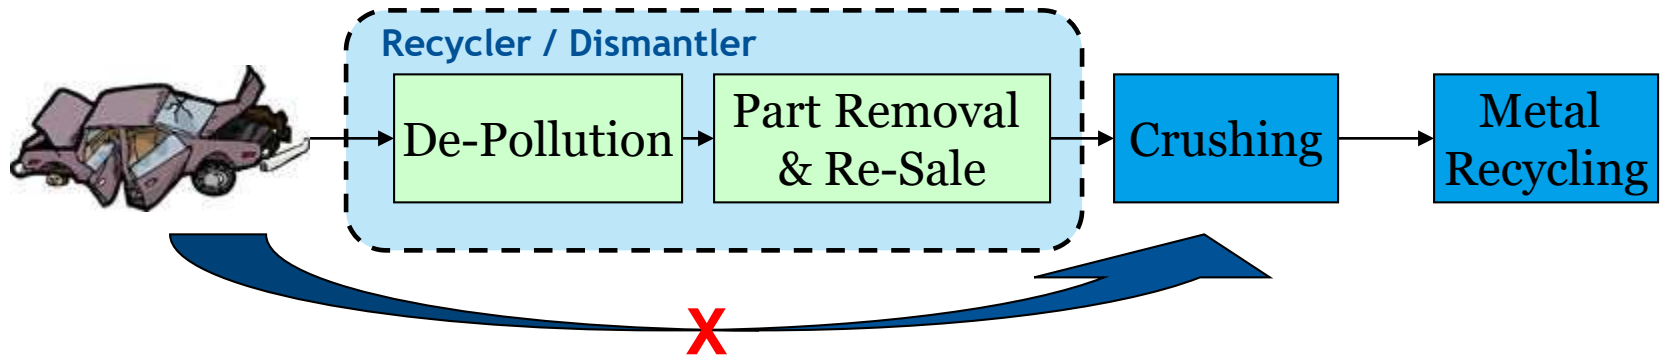 Recycler / Dismantler
De-Pollution
Part Removal
& Re-Sale
Crushing
Metal
Recycling
X